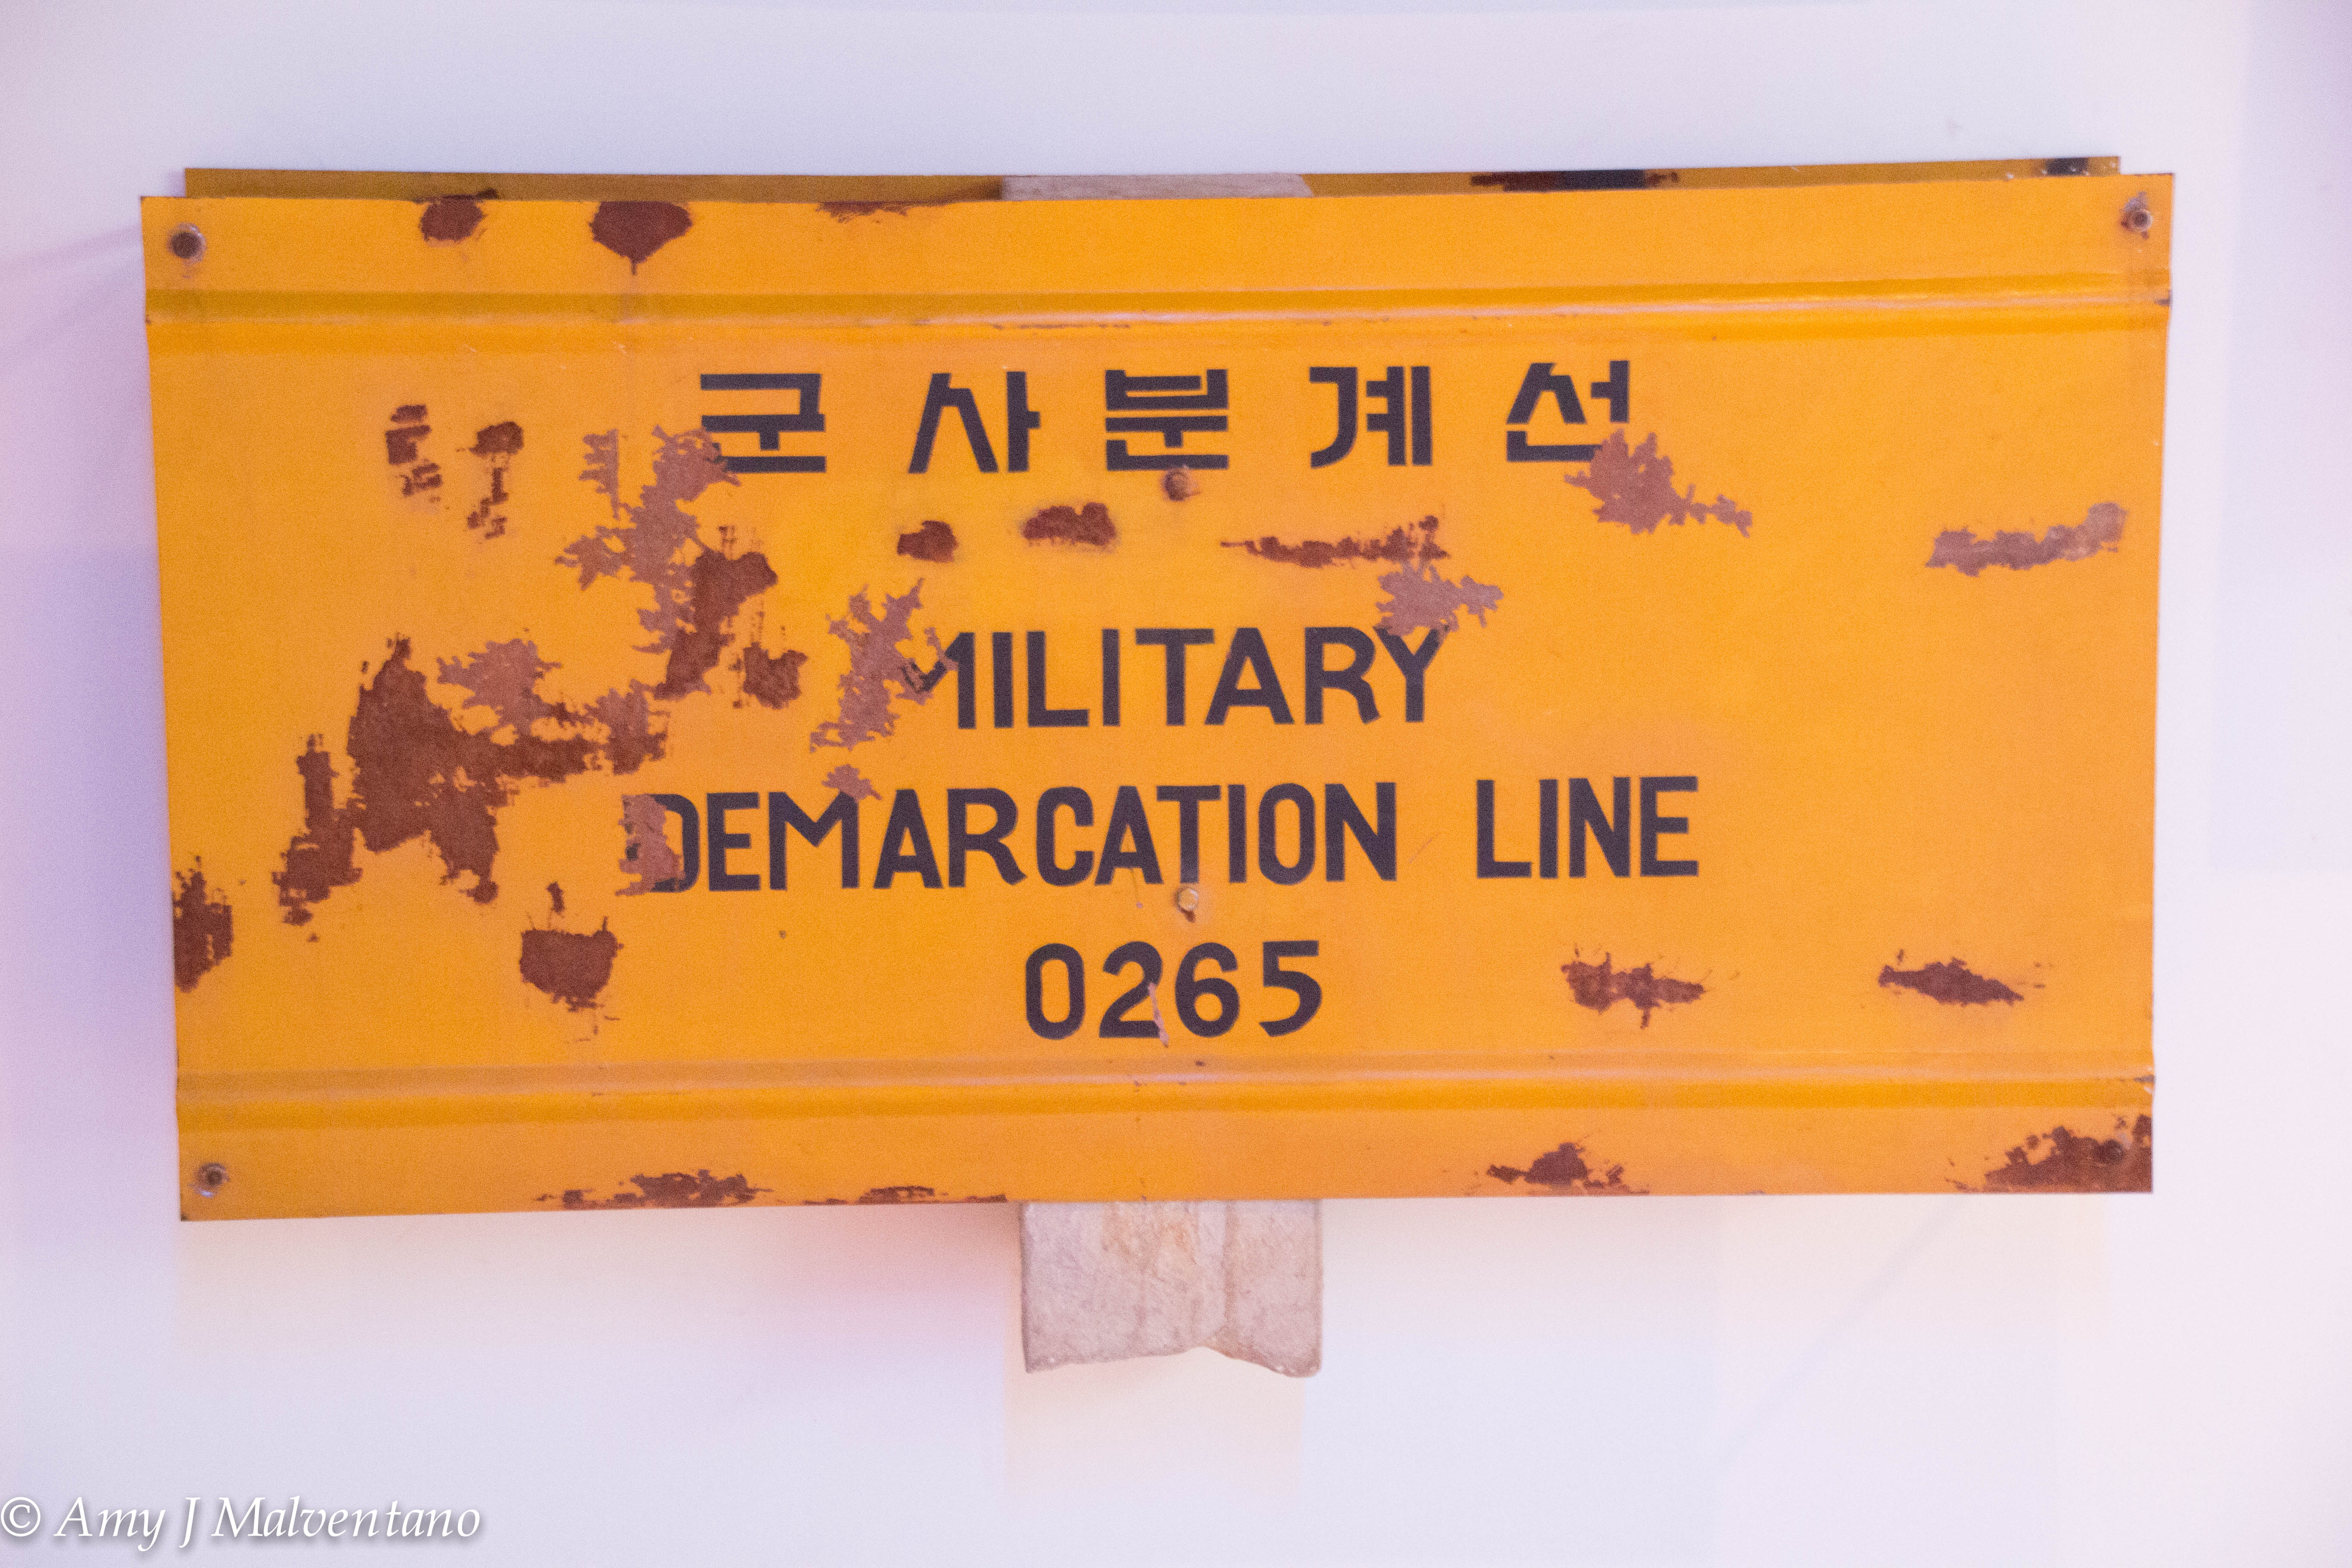 군사분계선
MILITARY
DEMARCATION LINE
0265
© Amy J Malventano